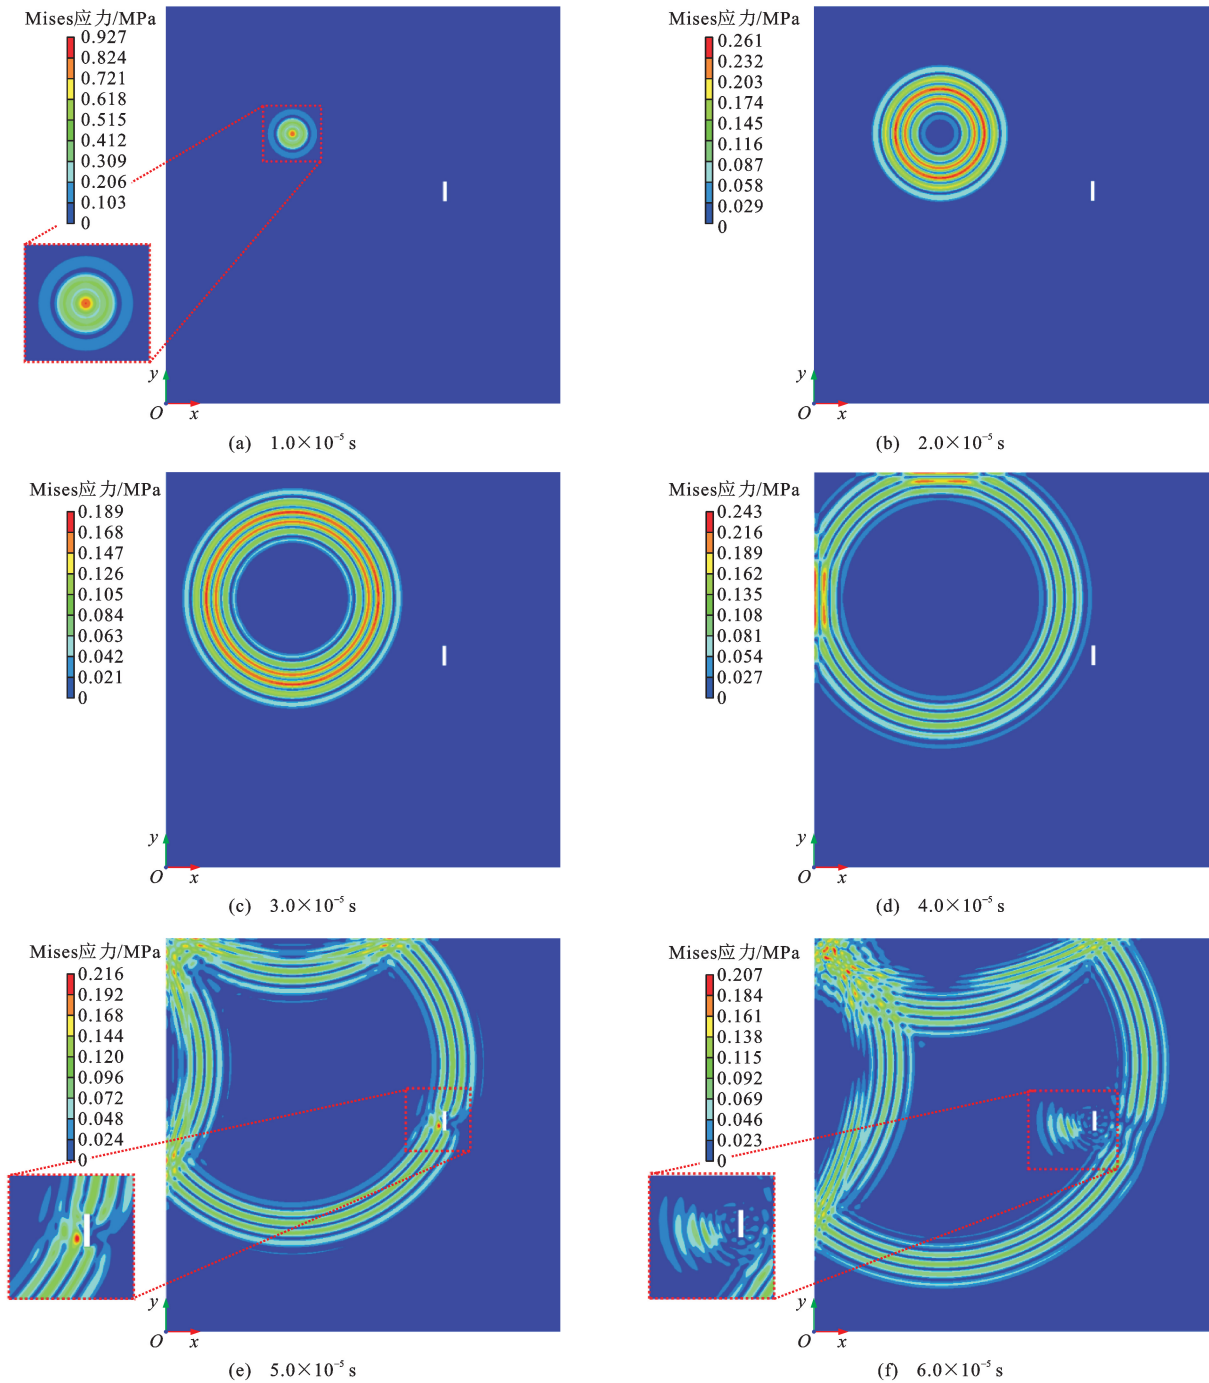 Mises应力/MPa
0.927
0.824
0.721
0.618
0.515
0.412
0.309
0.206
0.103
0
y
O x
(a) 1.0×10⁻⁵ s
Mises应力/MPa
0.261
0.232
0.203
0.174
0.145
0.116
0.087
0.058
0.029
0
y
O x
(b) 2.0×10⁻⁵ s
Mises应力/MPa
0.189
0.168
0.147
0.126
0.105
0.084
0.063
0.042
0.021
0
y
O x
(c) 3.0×10⁻⁵ s
Mises应力/MPa
0.243
0.216
0.189
0.162
0.135
0.108
0.081
0.054
0.027
0
y
O x
(d) 4.0×10⁻⁵ s
Mises应力/MPa
0.216
0.192
0.168
0.144
0.120
0.096
0.072
0.048
0.024
0
y
O x
(e) 5.0×10⁻⁵ s
Mises应力/MPa
0.207
0.184
0.161
0.138
0.115
0.092
0.069
0.046
0.023
0
y
O x
(f) 6.0×10⁻⁵ s